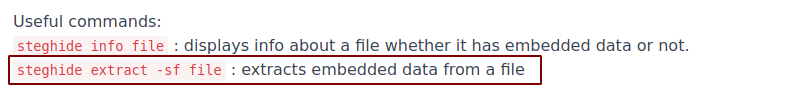 Useful commands:
steghide info file : displays info about a file whether it has embedded data or not.
steghide extract -sf file : extracts embedded data from a file